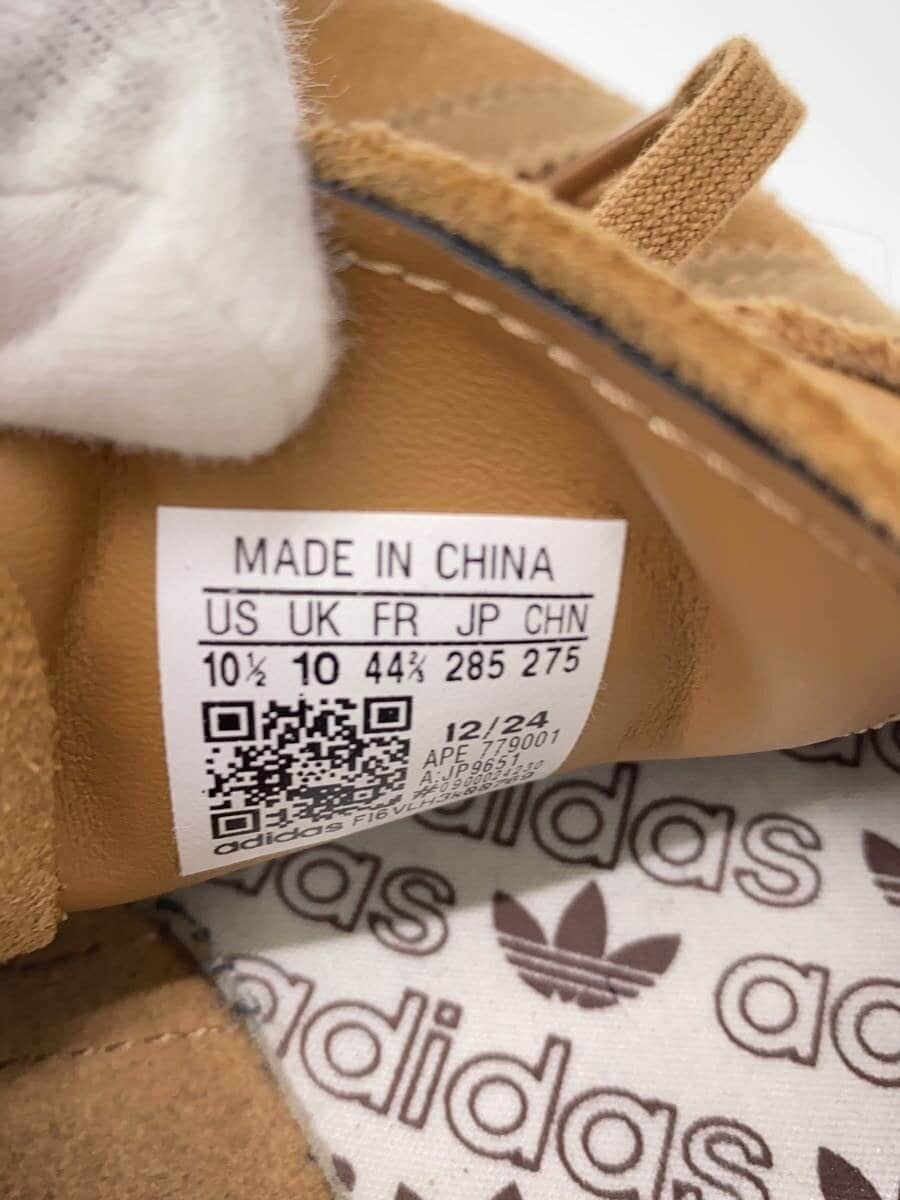 MADE IN CHINA
US UK FR JP CHN
10½ 10 44⅔ 285 275
12/24
APE 779001
A:JP9651
adidas
adidas
adidas
adidas